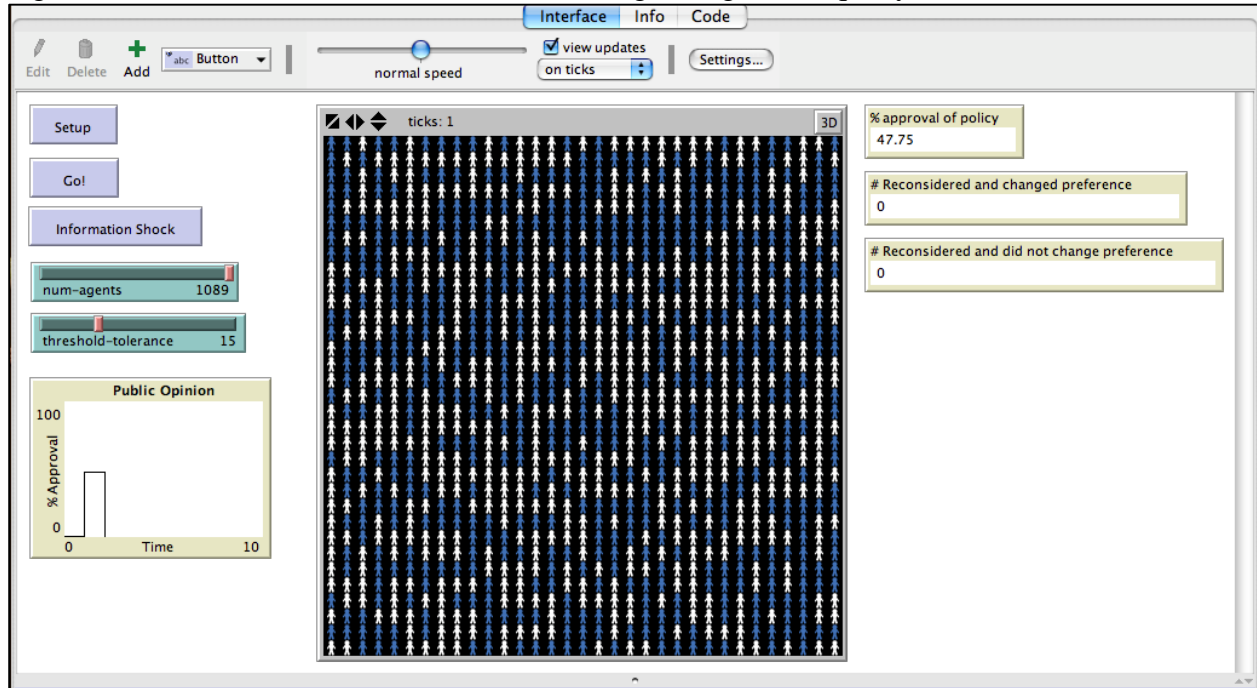 Interface Info Code
Edit Delete Add abc Button normal speed view updates on ticks Settings...
Setup
Go!
Information Shock
num-agents 1089
threshold-tolerance 15
Public Opinion
100
% Approval
0
0 Time 10
ticks: 1 3D
% approval of policy
47.75
# Reconsidered and changed preference
0
# Reconsidered and did not change preference
0